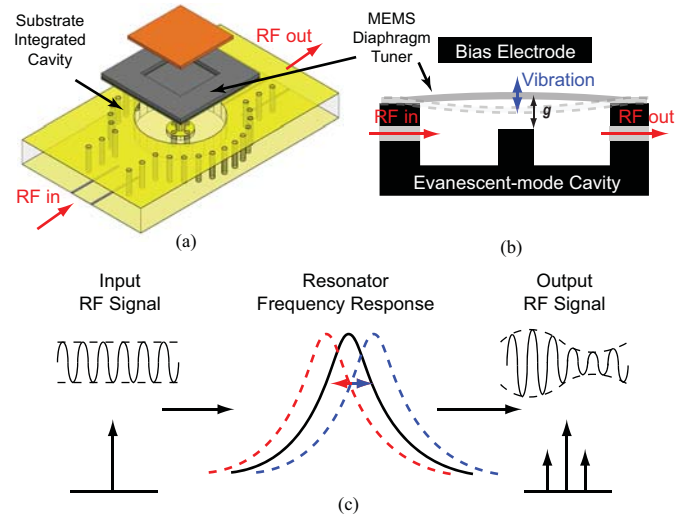 Substrate
Integrated
Cavity
RF out
MEMS
Diaphragm
Tuner
RF in
(a)
Bias Electrode
Vibration
g
RF in
RF out
Evanescent-mode Cavity
(b)
Input
RF Signal
Resonator
Frequency Response
Output
RF Signal
(c)